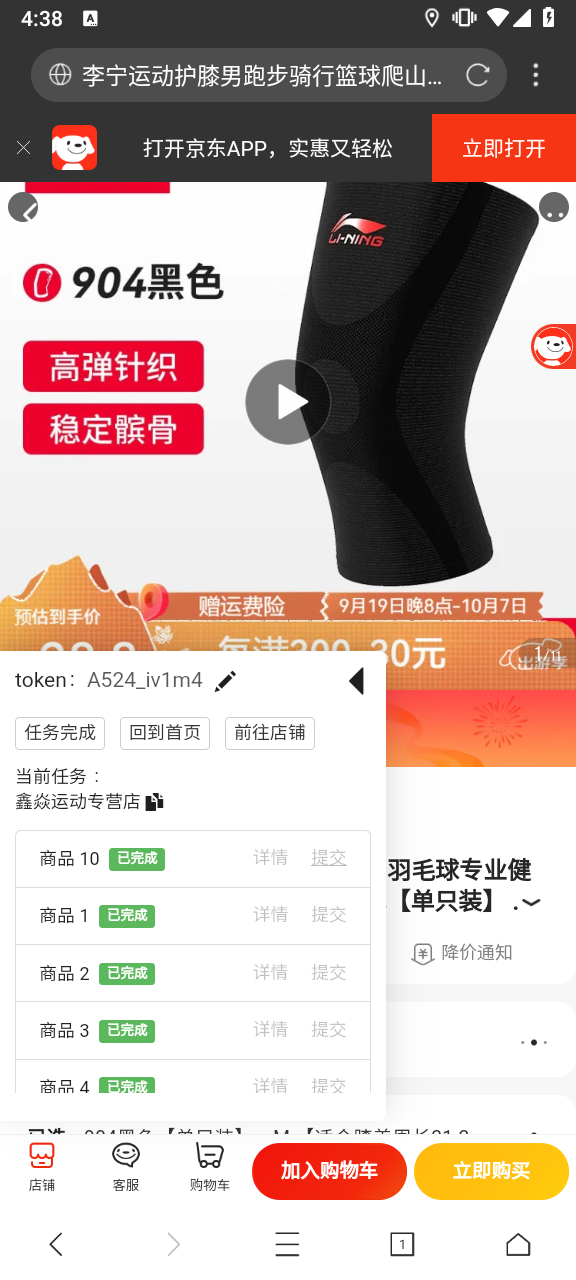 4:38
A
李宁运动护膝男跑步骑行篮球爬山...
打开京东APP，实惠又轻松
立即打开
LI-NING
904黑色
高弹针织
稳定髌骨
预估到手价
赠运费险
9月19日晚8点-10月7日
每满300 30元
出游季
1/11
token： A524_iv1m4
任务完成
回到首页
前往店铺
当前任务：
鑫焱运动专营店
商品 10 已完成 详情 提交
商品 1 已完成 详情 提交
商品 2 已完成 详情 提交
商品 3 已完成 详情 提交
商品 4 已完成 详情 提交
羽毛球专业健
【单只装】 .
降价通知
店铺
客服
购物车
加入购物车
立即购买
1